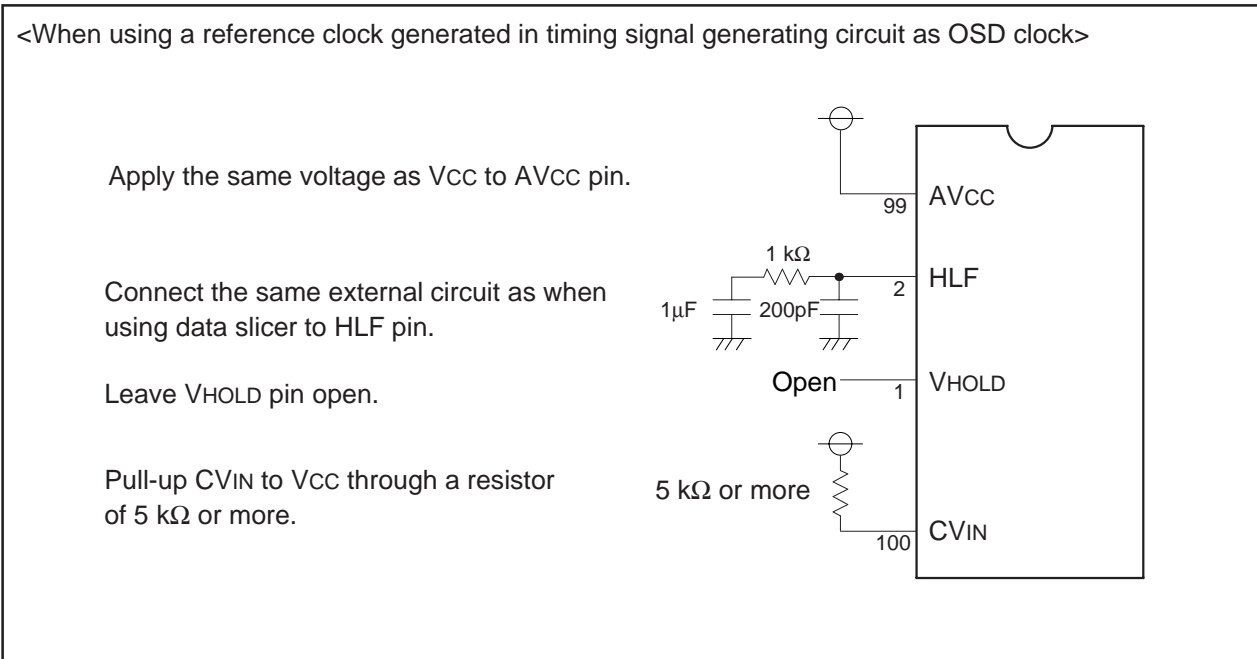 <When using a reference clock generated in timing signal generating circuit as OSD clock>
Apply the same voltage as VCC to AVCC pin.
99
AVCC
Connect the same external circuit as when
using data slicer to HLF pin.
1 kΩ
1μF
200pF
2
HLF
Leave VHOLD pin open.
Open
1
VHOLD
Pull-up CVIN to VCC through a resistor
of 5 kΩ or more.
5 kΩ or more
100
CVIN